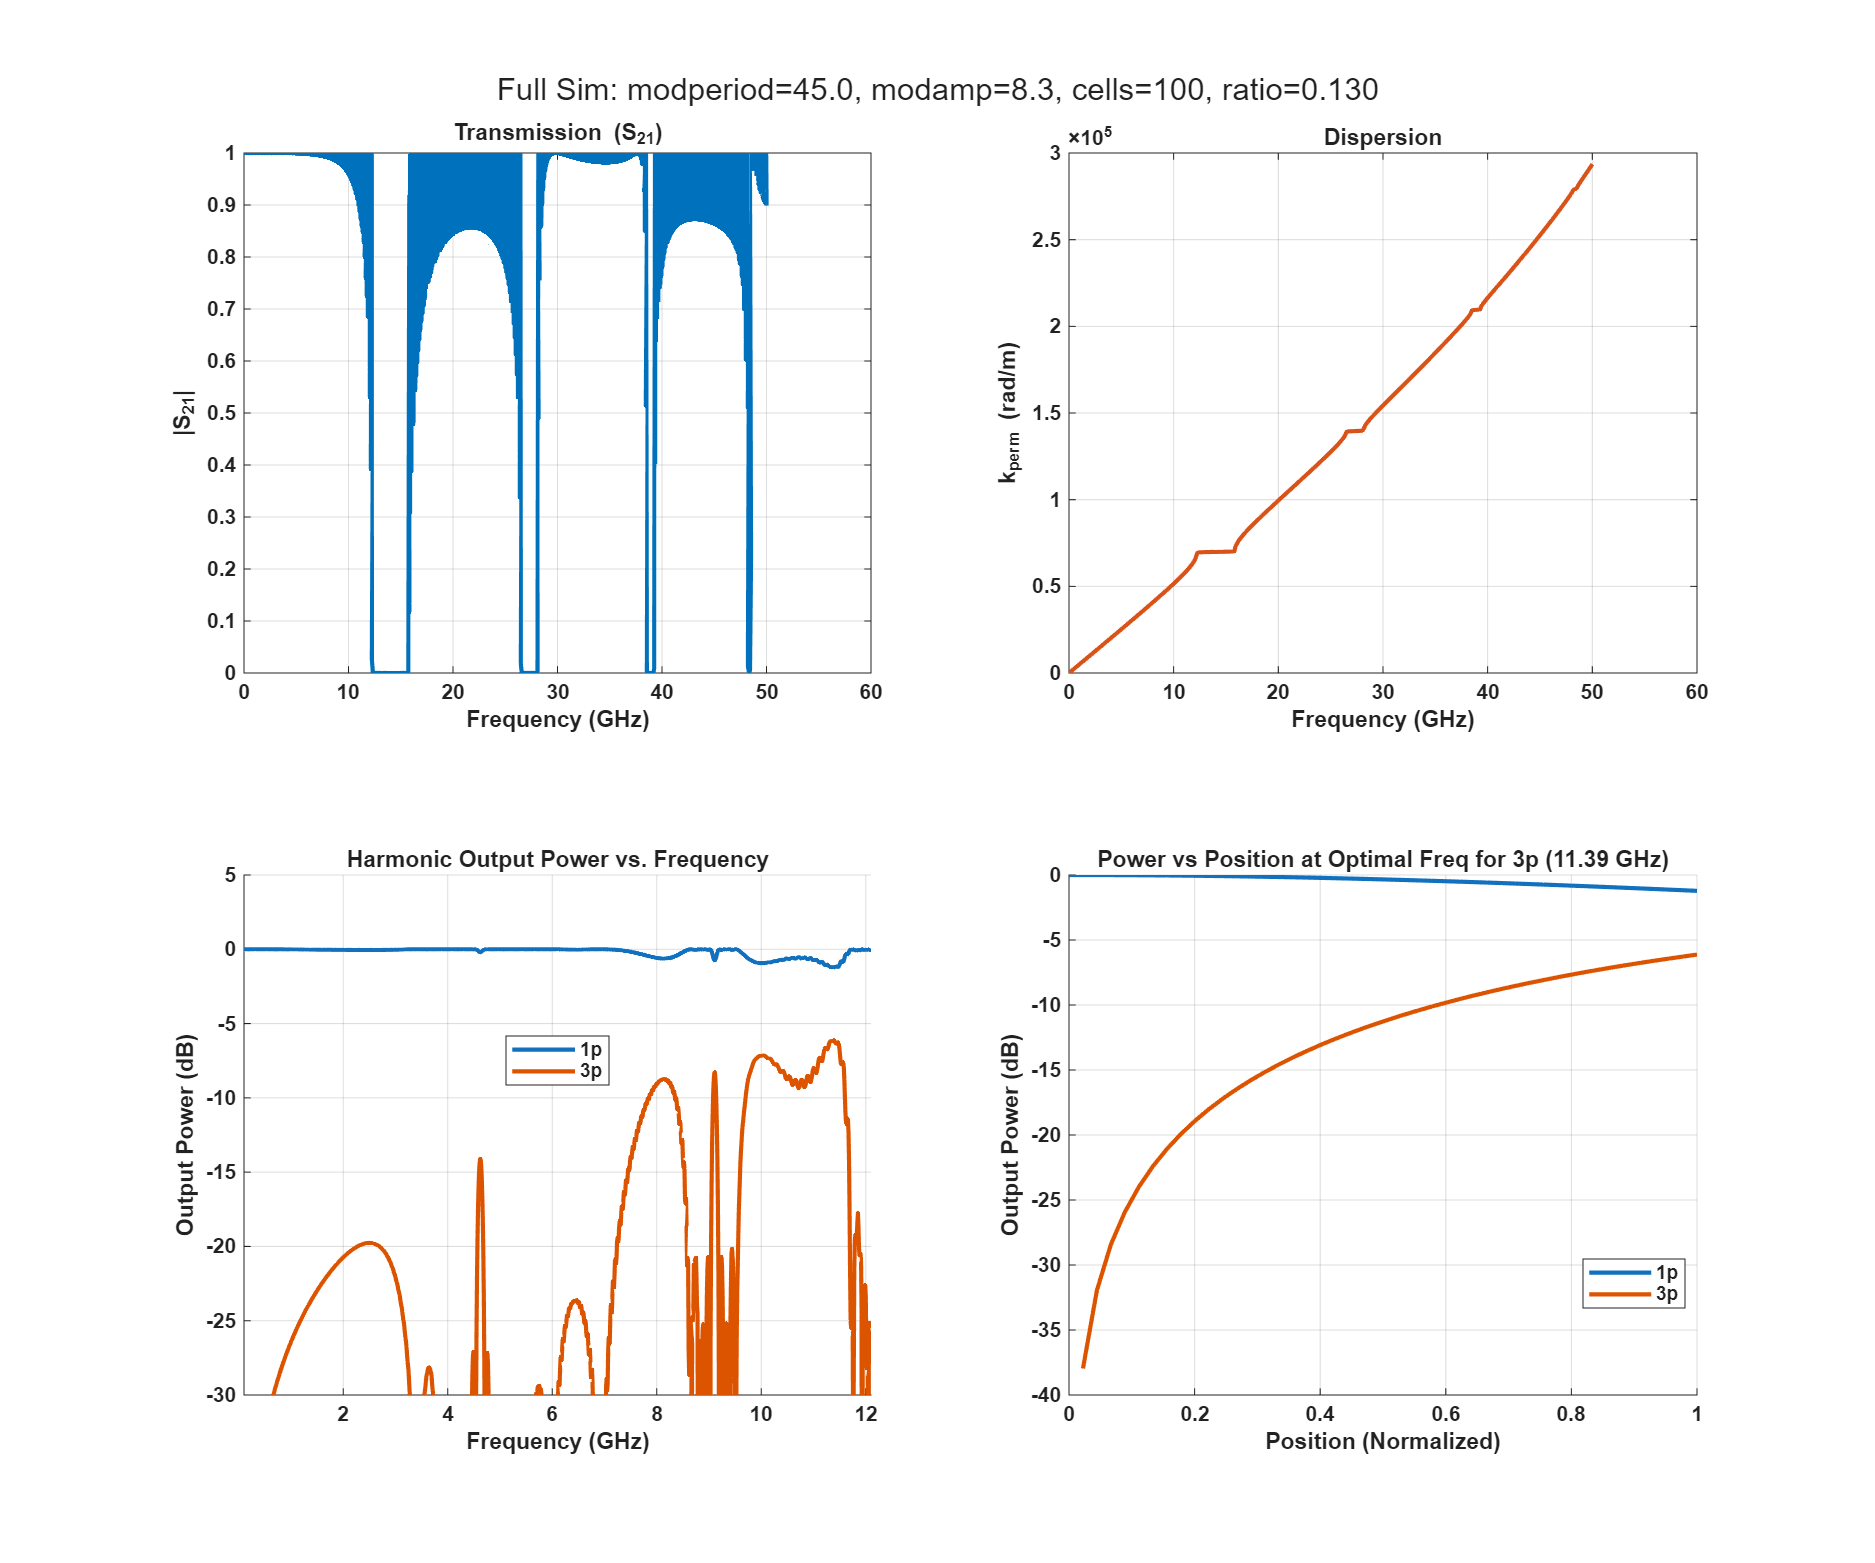 Full Sim: modperiod=45.0, modamp=8.3, cells=100, ratio=0.130
Transmission (S21)
1
0.9
0.8
0.7
0.6
0.5
0.4
0.3
0.2
0.1
0
|S21|
0 10 20 30 40 50 60
Frequency (GHz)
×10^5
Dispersion
3
2.5
2
1.5
1
0.5
0
kperm (rad/m)
0 10 20 30 40 50 60
Frequency (GHz)
Harmonic Output Power vs. Frequency
5
0
-5
-10
-15
-20
-25
-30
Output Power (dB)
1p
3p
2 4 6 8 10 12
Frequency (GHz)
Power vs Position at Optimal Freq for 3p (11.39 GHz)
0
-5
-10
-15
-20
-25
-30
-35
-40
Output Power (dB)
1p
3p
0 0.2 0.4 0.6 0.8 1
Position (Normalized)